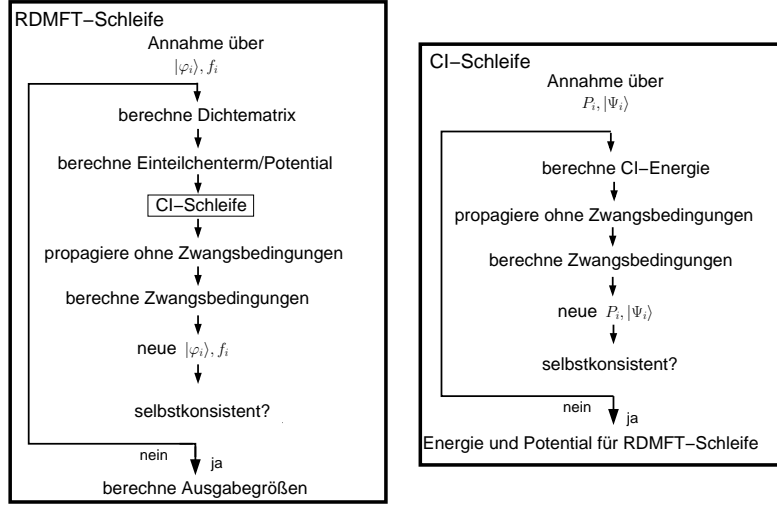 RDMFT–Schleife
Annahme über
|φᵢ⟩, fᵢ
berechne Dichtematrix
berechne Einteilchenterm/Potential
CI–Schleife
propagiere ohne Zwangsbedingungen
berechne Zwangsbedingungen
neue |φᵢ⟩, fᵢ
selbstkonsistent?
nein
ja
berechne Ausgabegrößen
CI–Schleife
Annahme über
Pᵢ, |Ψᵢ⟩
berechne CI–Energie
propagiere ohne Zwangsbedingungen
berechne Zwangsbedingungen
neue Pᵢ, |Ψᵢ⟩
selbstkonsistent?
nein
ja
Energie und Potential für RDMFT–Schleife